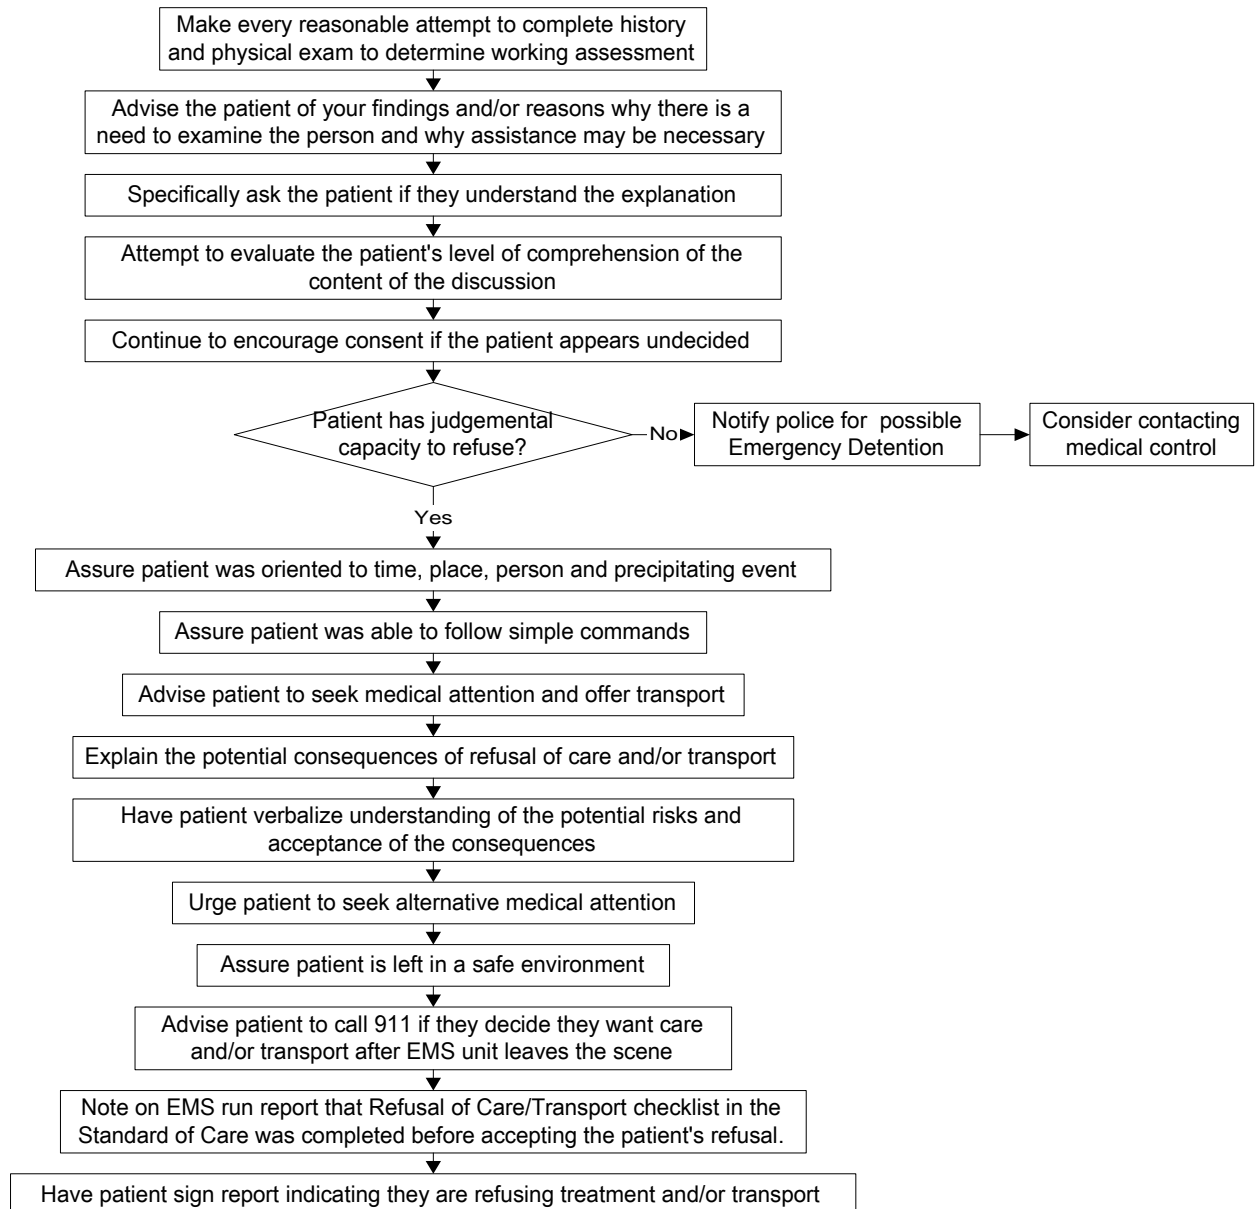 Make every reasonable attempt to complete history
and physical exam to determine working assessment
Advise the patient of your findings and/or reasons why there is a
need to examine the person and why assistance may be necessary
Specifically ask the patient if they understand the explanation
Attempt to evaluate the patient's level of comprehension of the
content of the discussion
Continue to encourage consent if the patient appears undecided
Patient has judgemental
capacity to refuse?
No
Notify police for possible
Emergency Detention
Consider contacting
medical control
Yes
Assure patient was oriented to time, place, person and precipitating event
Assure patient was able to follow simple commands
Advise patient to seek medical attention and offer transport
Explain the potential consequences of refusal of care and/or transport
Have patient verbalize understanding of the potential risks and
acceptance of the consequences
Urge patient to seek alternative medical attention
Assure patient is left in a safe environment
Advise patient to call 911 if they decide they want care
and/or transport after EMS unit leaves the scene
Note on EMS run report that Refusal of Care/Transport checklist in the
Standard of Care was completed before accepting the patient's refusal.
Have patient sign report indicating they are refusing treatment and/or transport